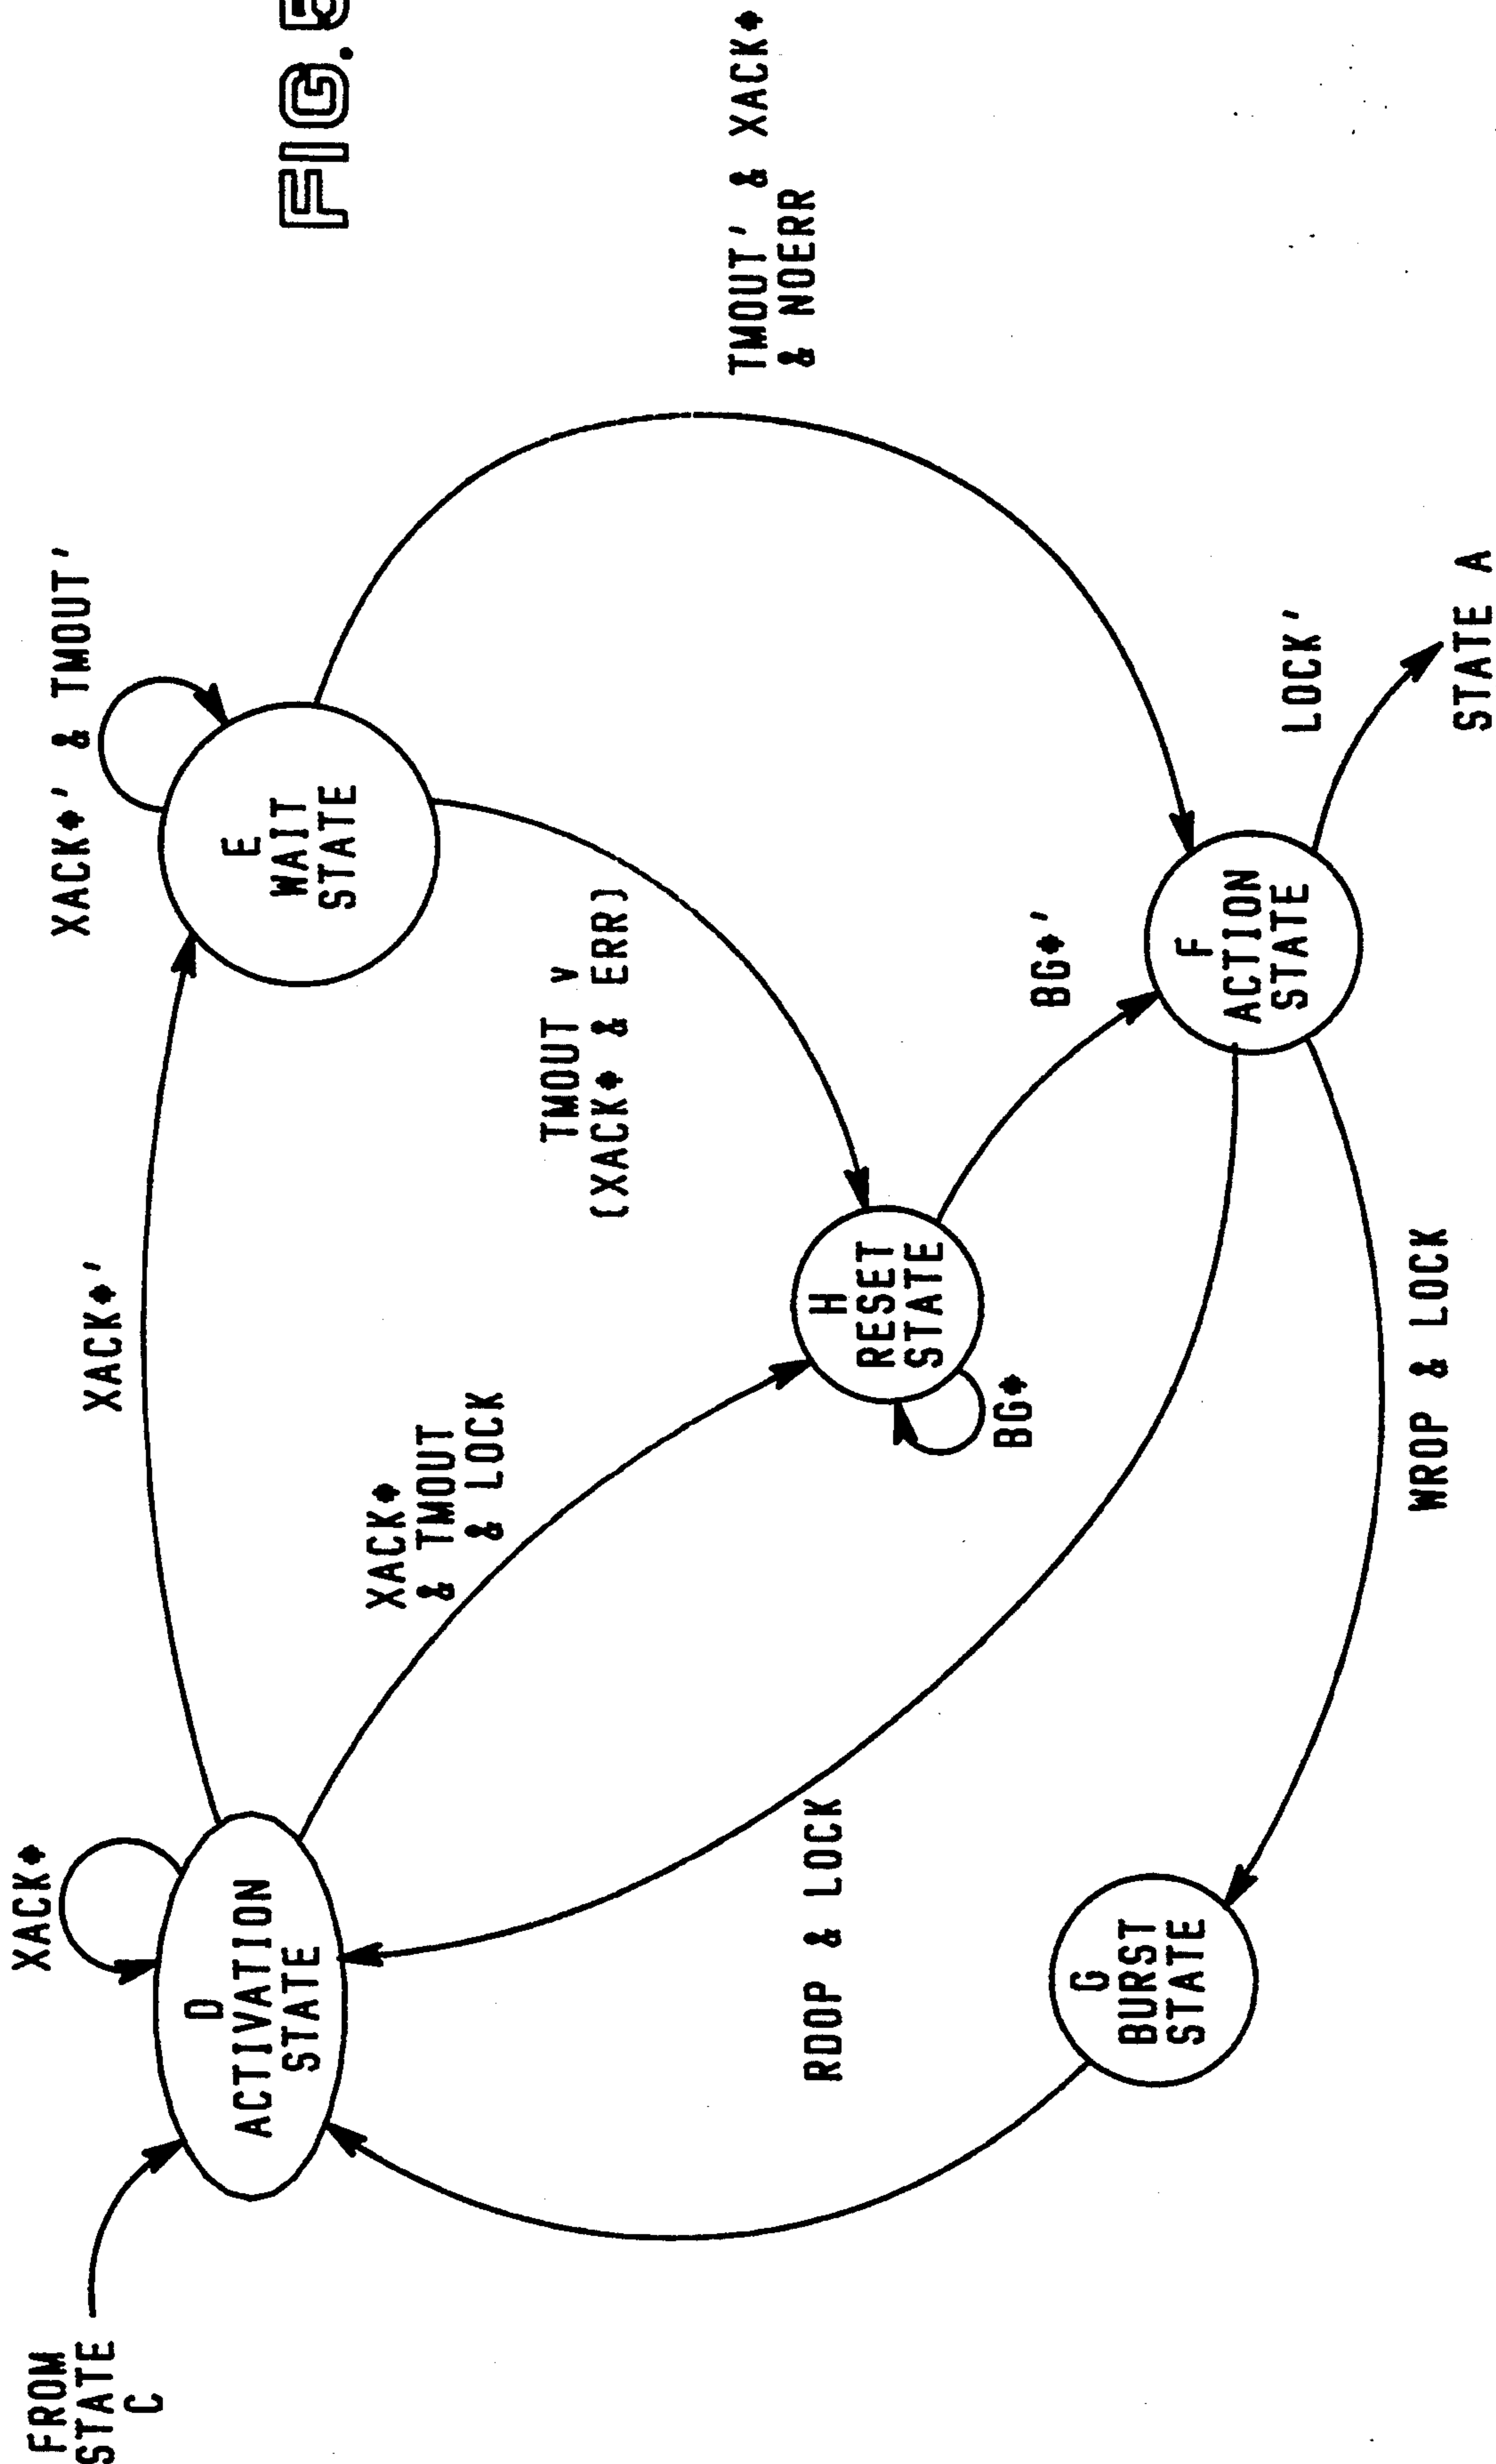 FROM
STATE
C
XACK*
D
ACTIVATION
STATE
XACK*'
XACK*' & TMOUT'
E
WAIT
STATE
FIG.5
XACK*
& TMOUT
& LOCK
TMOUT v
(XACK* & ERR)
TMOUT' & XACK*
& NOERR
H
RESET
STATE
BG*
BG*'
RDOP & LOCK
G
BURST
STATE
F
ACTION
STATE
LOCK'
WROP & LOCK
STATE A